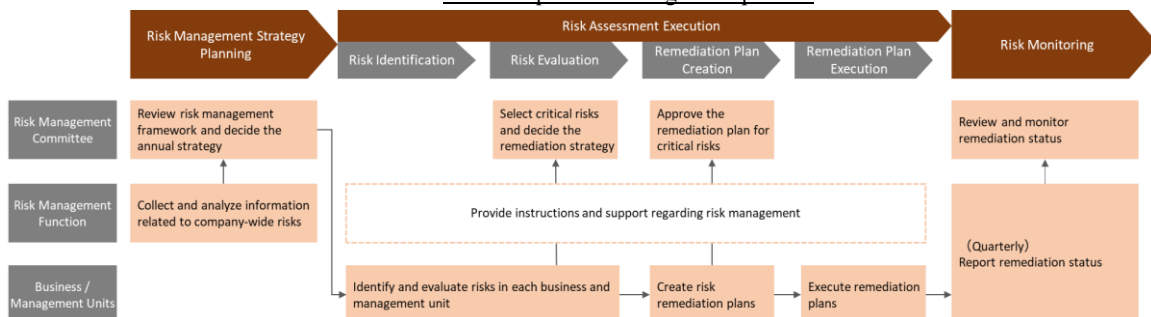 Risk Management Strategy
Planning
Risk Assessment Execution
Risk Identification
Risk Evaluation
Remediation Plan
Creation
Remediation Plan
Execution
Risk Monitoring
Risk Management
Committee
Review risk management
framework and decide the
annual strategy
Select critical risks
and decide the
remediation strategy
Approve the
remediation plan for
critical risks
Review and monitor
remediation status
Risk Management
Function
Collect and analyze information
related to company-wide risks
Provide instructions and support regarding risk management
(Quarterly)
Report remediation status
Business /
Management Units
Identify and evaluate risks in each business and
management unit
Create risk
remediation plans
Execute remediation
plans